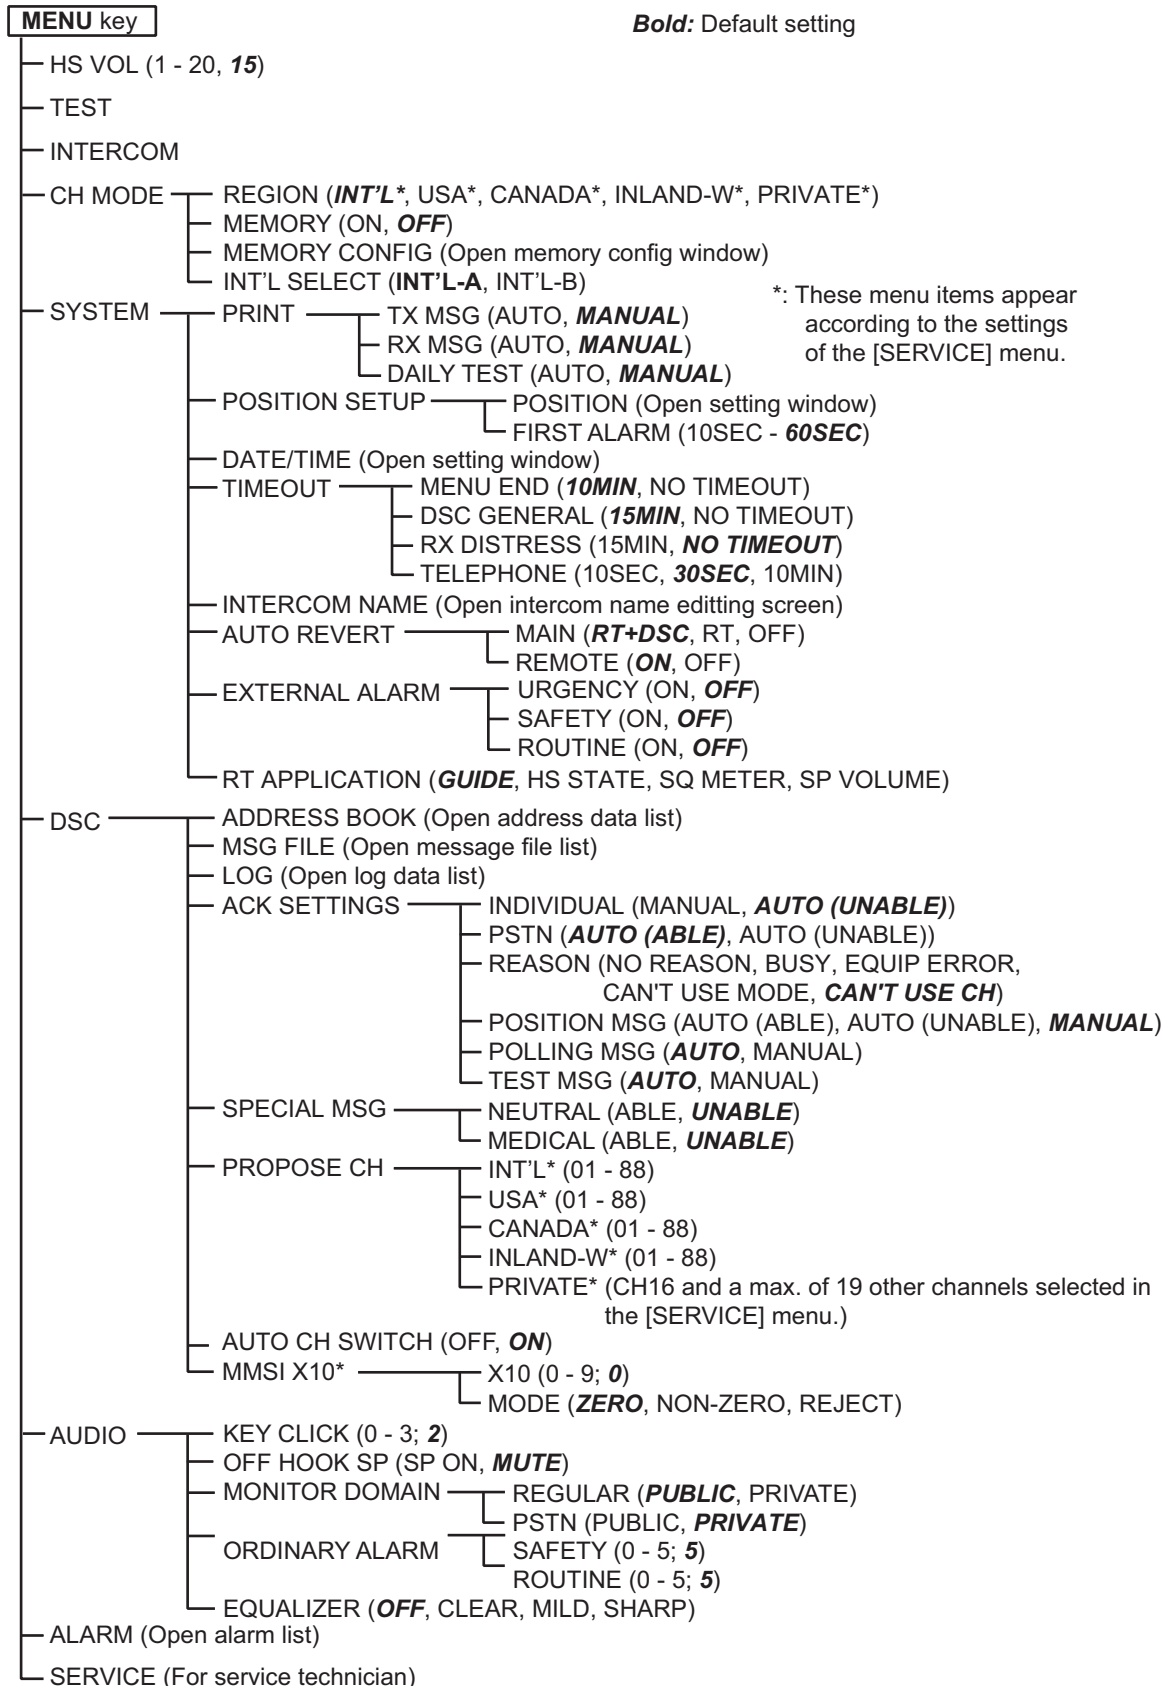 MENU key
Bold: Default setting
HS VOL (1 - 20, 15)
TEST
INTERCOM
CH MODE
REGION (INT'L*, USA*, CANADA*, INLAND-W*, PRIVATE*)
MEMORY (ON, OFF)
MEMORY CONFIG (Open memory config window)
INT'L SELECT (INT'L-A, INT'L-B)
*: These menu items appear
according to the settings
of the [SERVICE] menu.
SYSTEM
PRINT
TX MSG (AUTO, MANUAL)
RX MSG (AUTO, MANUAL)
DAILY TEST (AUTO, MANUAL)
POSITION SETUP
POSITION (Open setting window)
FIRST ALARM (10SEC - 60SEC)
DATE/TIME (Open setting window)
TIMEOUT
MENU END (10MIN, NO TIMEOUT)
DSC GENERAL (15MIN, NO TIMEOUT)
RX DISTRESS (15MIN, NO TIMEOUT)
TELEPHONE (10SEC, 30SEC, 10MIN)
INTERCOM NAME (Open intercom name editting screen)
AUTO REVERT
MAIN (RT+DSC, RT, OFF)
REMOTE (ON, OFF)
EXTERNAL ALARM
URGENCY (ON, OFF)
SAFETY (ON, OFF)
ROUTINE (ON, OFF)
RT APPLICATION (GUIDE, HS STATE, SQ METER, SP VOLUME)
DSC
ADDRESS BOOK (Open address data list)
MSG FILE (Open message file list)
LOG (Open log data list)
ACK SETTINGS
INDIVIDUAL (MANUAL, AUTO (UNABLE))
PSTN (AUTO (ABLE), AUTO (UNABLE))
REASON (NO REASON, BUSY, EQUIP ERROR,
CAN'T USE MODE, CAN'T USE CH)
POSITION MSG (AUTO (ABLE), AUTO (UNABLE), MANUAL)
POLLING MSG (AUTO, MANUAL)
TEST MSG (AUTO, MANUAL)
SPECIAL MSG
NEUTRAL (ABLE, UNABLE)
MEDICAL (ABLE, UNABLE)
PROPOSE CH
INT'L* (01 - 88)
USA* (01 - 88)
CANADA* (01 - 88)
INLAND-W* (01 - 88)
PRIVATE* (CH16 and a max. of 19 other channels selected in
the [SERVICE] menu.)
AUTO CH SWITCH (OFF, ON)
MMSI X10*
X10 (0 - 9; 0)
MODE (ZERO, NON-ZERO, REJECT)
AUDIO
KEY CLICK (0 - 3; 2)
OFF HOOK SP (SP ON, MUTE)
MONITOR DOMAIN
REGULAR (PUBLIC, PRIVATE)
PSTN (PUBLIC, PRIVATE)
ORDINARY ALARM
SAFETY (0 - 5; 5)
ROUTINE (0 - 5; 5)
EQUALIZER (OFF, CLEAR, MILD, SHARP)
ALARM (Open alarm list)
SERVICE (For service technician)